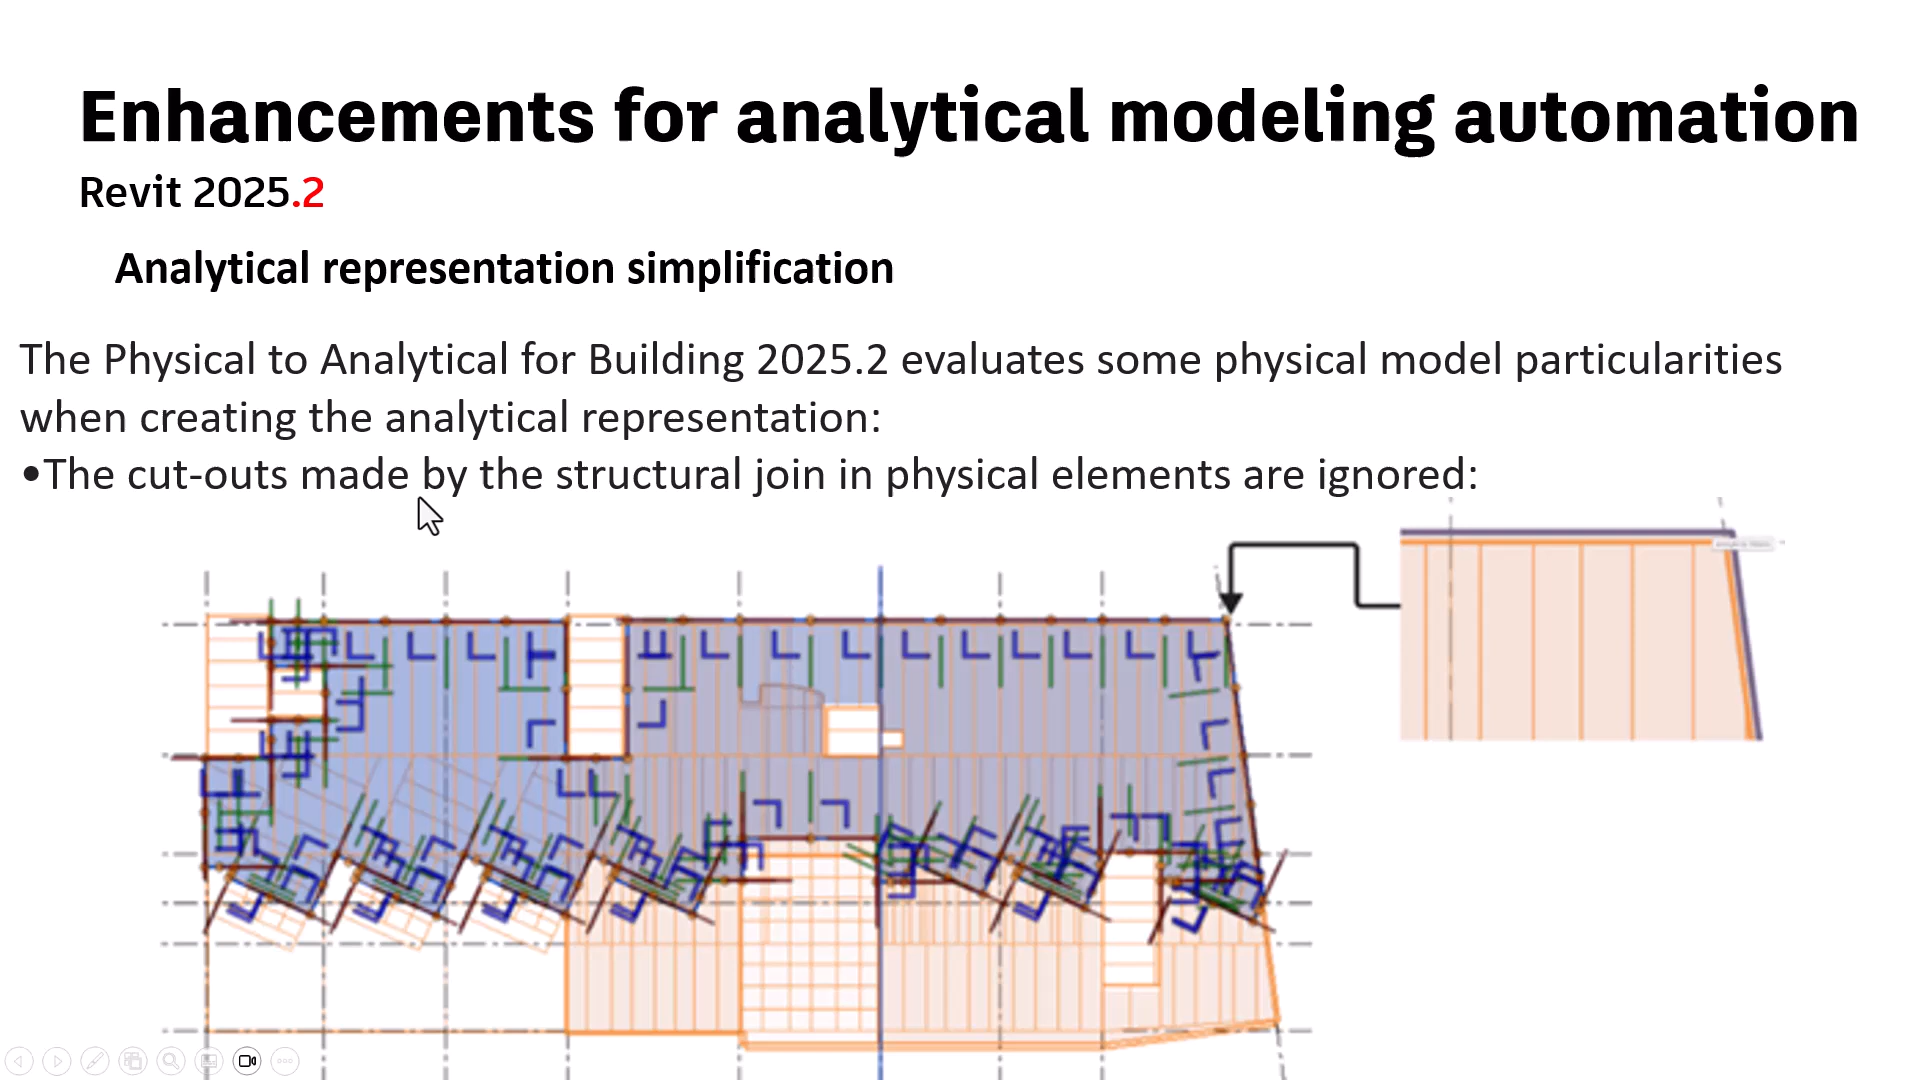 Enhancements for analytical modeling automation
Revit 2025.2
Analytical representation simplification
The Physical to Analytical for Building 2025.2 evaluates some physical model particularities
when creating the analytical representation:
•The cut-outs made by the structural join in physical elements are ignored: